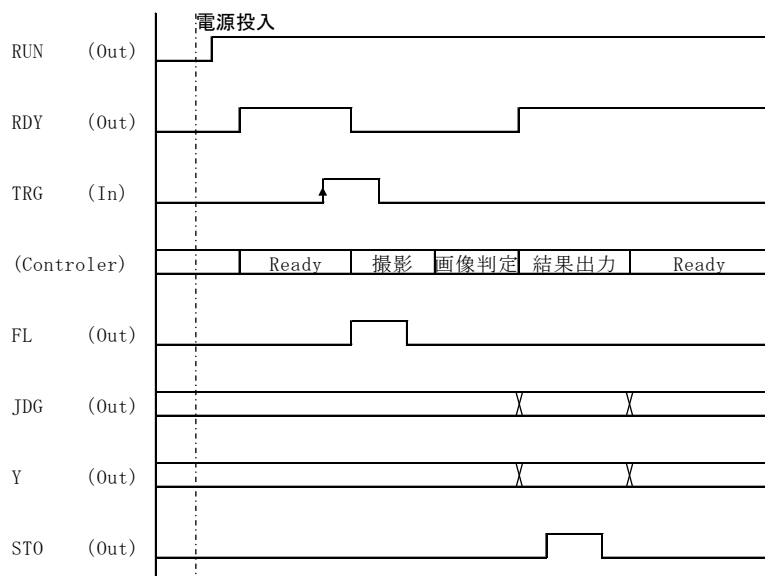 電源投入
RUN (Out)
RDY (Out)
TRG (In)
(Controler) Ready 撮影 画像判定 結果出力 Ready
FL (Out)
JDG (Out)
Y (Out)
STO (Out)